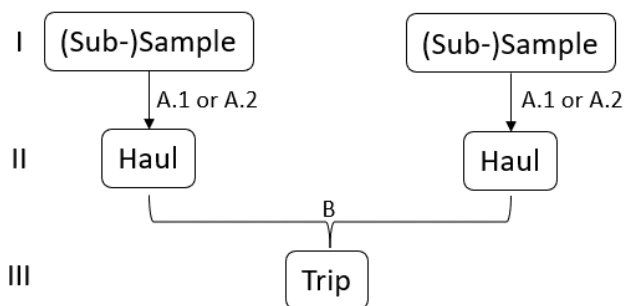 I (Sub-)Sample (Sub-)Sample
A.1 or A.2 A.1 or A.2
II Haul Haul
B
III Trip